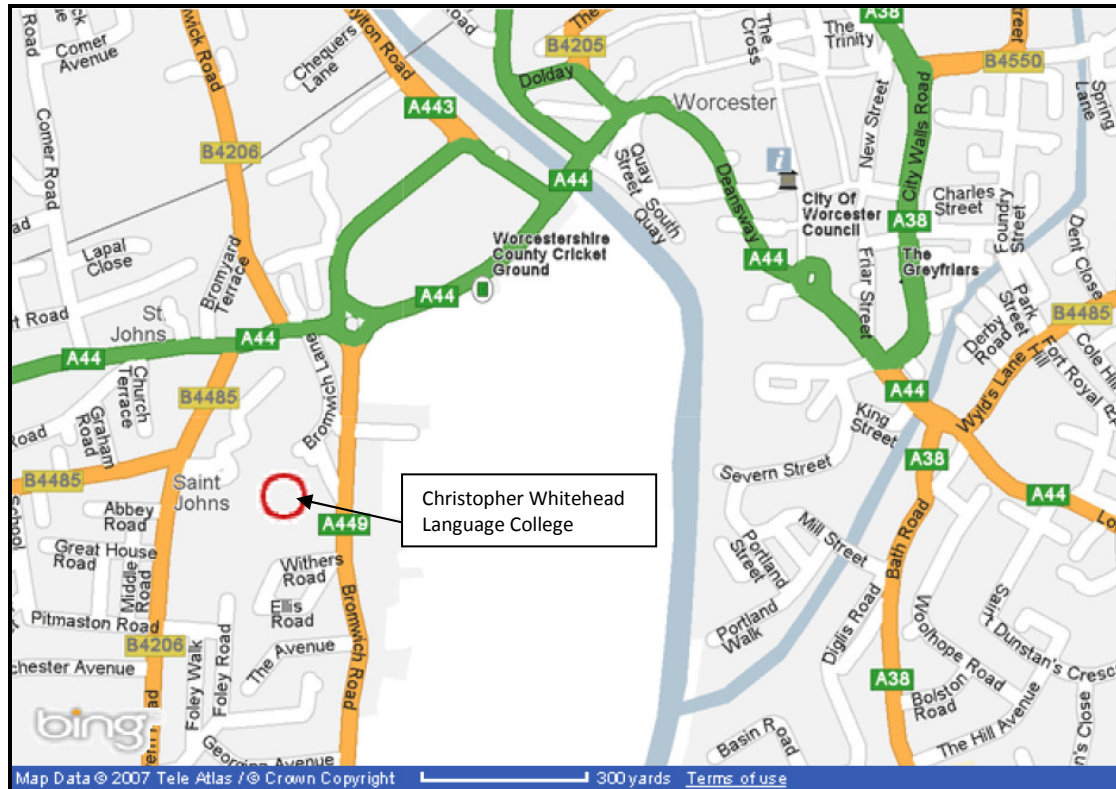 Comer
Avenue
Comer Road
Chequers
Lane
A443
Dolday
B4205
The
Cross
Worcester
The
Trinity
A38
B4550
Spring
Lane
New Street
City Walls Road
B4206
A44
Quay
Street
South
Quay
Deansway
City Of
Worcester
Council
Charles
Street
Foundry
Street
A38
The
Greyfriars
Friar Street
Dent Close
Lapal
Close
Bromyard
Terrace
Worcestershire
County Cricket
Ground
A44
A44
Park
Street
B4485
Derby
Road
Fort Royal
Hill
Cole
Road
St
Johns
A44
A44
Church
Terrace
Graham
Road
B4485
Bromwich Lane
A44
Wyld's Lane
King
Street
B4485
Saint
Johns
Christopher Whitehead
Language College
Severn Street
A38
A44
Abbey
Road
A449
Great House
Road
Middle
Road
Withers
Road
Ellis
Road
Bromwich Road
Portland
Street
Mill Street
Bath Road
Pitmaston Road
B4206
The Avenue
Foley Walk
Foley Road
Portland
Walk
Diglis Road
Woolhope Road
Saint Dunstan's
A38
Bolston
Road
The Hill Avenue
Basin Road
bing
Map Data © 2007 Tele Atlas / © Crown Copyright
300 yards
Terms of use